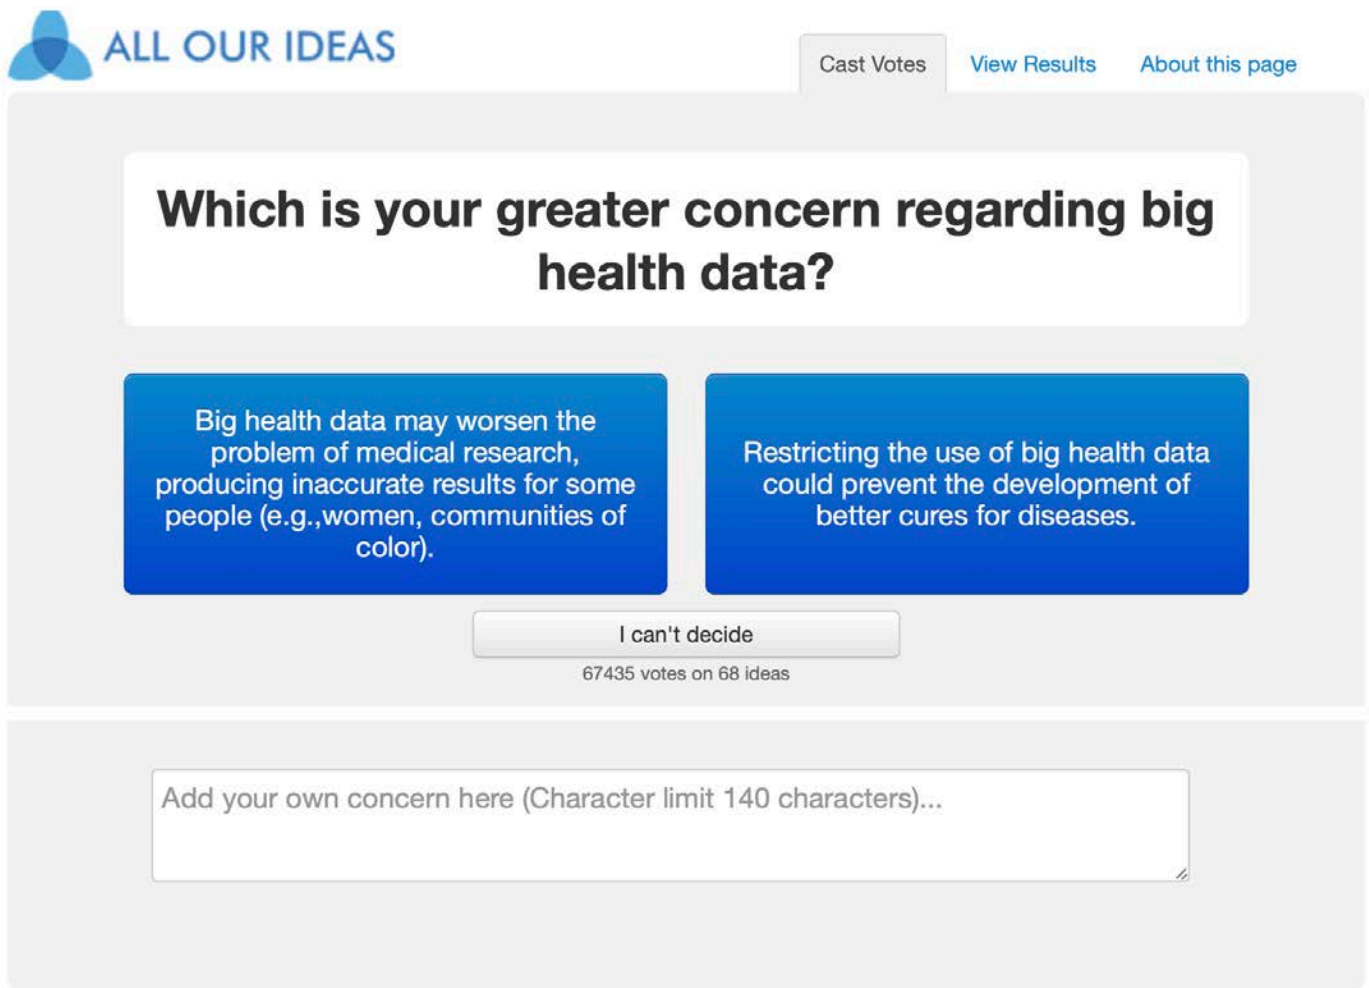 ALL OUR IDEAS
Cast Votes
View Results
About this page
Which is your greater concern regarding big
health data?
Big health data may worsen the
problem of medical research,
producing inaccurate results for some
people (e.g.,women, communities of
color).
Restricting the use of big health data
could prevent the development of
better cures for diseases.
I can't decide
67435 votes on 68 ideas
Add your own concern here (Character limit 140 characters)...